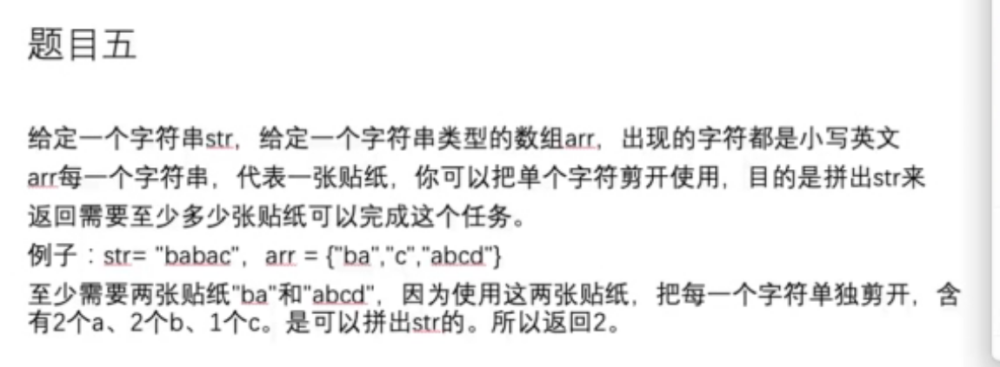 题目五
给定一个字符串str，给定一个字符串类型的数组arr，出现的字符都是小写英文
arr每一个字符串，代表一张贴纸，你可以把单个字符剪开使用，目的是拼出str来
返回需要至少多少张贴纸可以完成这个任务。
例子：str= "babac"，arr = {"ba","c","abcd"}
至少需要两张贴纸"ba"和"abcd"，因为使用这两张贴纸，把每一个字符单独剪开，含
有2个a、2个b、1个c。是可以拼出str的。所以返回2。